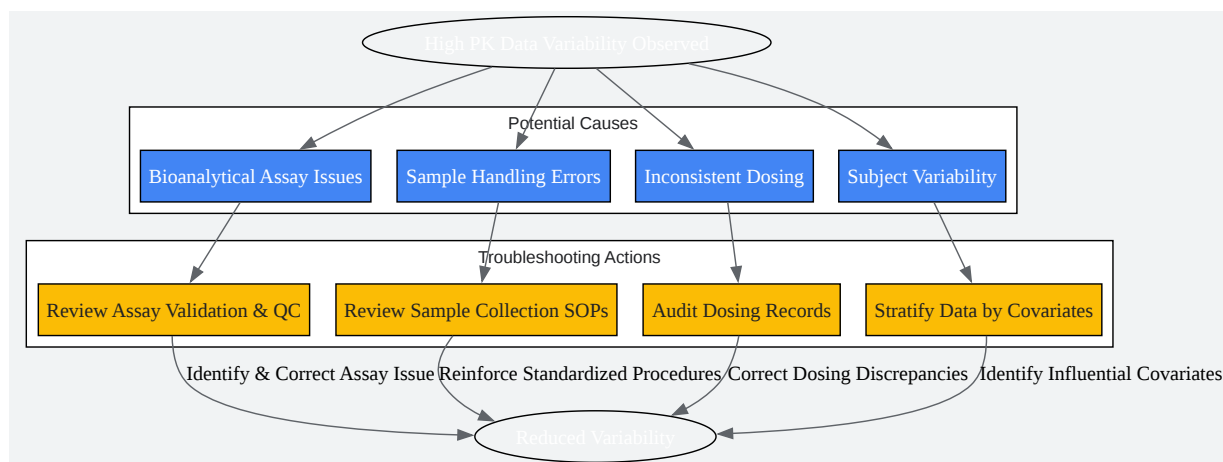 High PK Data Variability Observed
Potential Causes
Bioanalytical Assay Issues
Sample Handling Errors
Inconsistent Dosing
Subject Variability
Troubleshooting Actions
Review Assay Validation & QC
Review Sample Collection SOPs
Audit Dosing Records
Stratify Data by Covariates
Identify & Correct Assay Issue
Reinforce Standardized Procedures
Correct Dosing Discrepancies
Identify Influential Covariates
Reduced Variability